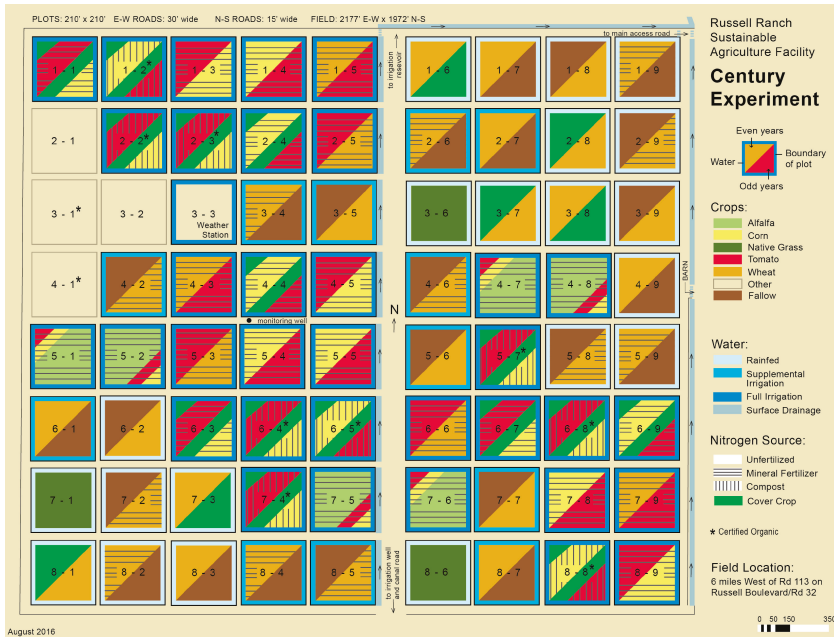 PLOTS: 210' x 210' E-W ROADS: 30' wide N-S ROADS: 15' wide FIELD: 2177' E-W x 1972' N-S
to main access road
to irrigation
resevoir
1 - 1 1 - 2* 1 - 3 1 - 4 1 - 5 1 - 6 1 - 7 1 - 8 1 - 9
2 - 1 2 - 2* 2 - 3* 2 - 4 2 - 5 2 - 6 2 - 7 2 - 8 2 - 9
3 - 1* 3 - 2 3 - 3 3 - 4 3 - 5 3 - 6 3 - 7 3 - 8 3 - 9
Weather
Station
4 - 1* 4 - 2 4 - 3 4 - 4 4 - 5 4 - 6 4 - 7 4 - 8 4 - 9
BARN
N
monitoring well
5 - 1 5 - 2 5 - 3 5 - 4 5 - 5 5 - 6 5 - 7* 5 - 8 5 - 9
6 - 1 6 - 2 6 - 3 6 - 4* 6 - 5* 6 - 6 6 - 7 6 - 8* 6 - 9
7 - 1 7 - 2 7 - 3 7 - 4* 7 - 5 7 - 6 7 - 7 7 - 8 7 - 9
8 - 1 8 - 2 8 - 3 8 - 4 8 - 5 8 - 6 8 - 7 8 - 8* 8 - 9
to irrigation well
and canal road
August 2016
Russell Ranch
Sustainable
Agriculture Facility
Century
Experiment
Even years
Water
Boundary
of plot
Odd years
Crops:
Alfalfa
Corn
Native Grass
Tomato
Wheat
Other
Fallow
Water:
Rainfed
Supplemental
Irrigation
Full Irrigation
Surface Drainage
Nitrogen Source:
Unfertilized
Mineral Fertilizer
Compost
Cover Crop
* Certified Organic
Field Location:
6 miles West of Rd 113 on
Russell Boulevard/Rd 32
0 50 150 350